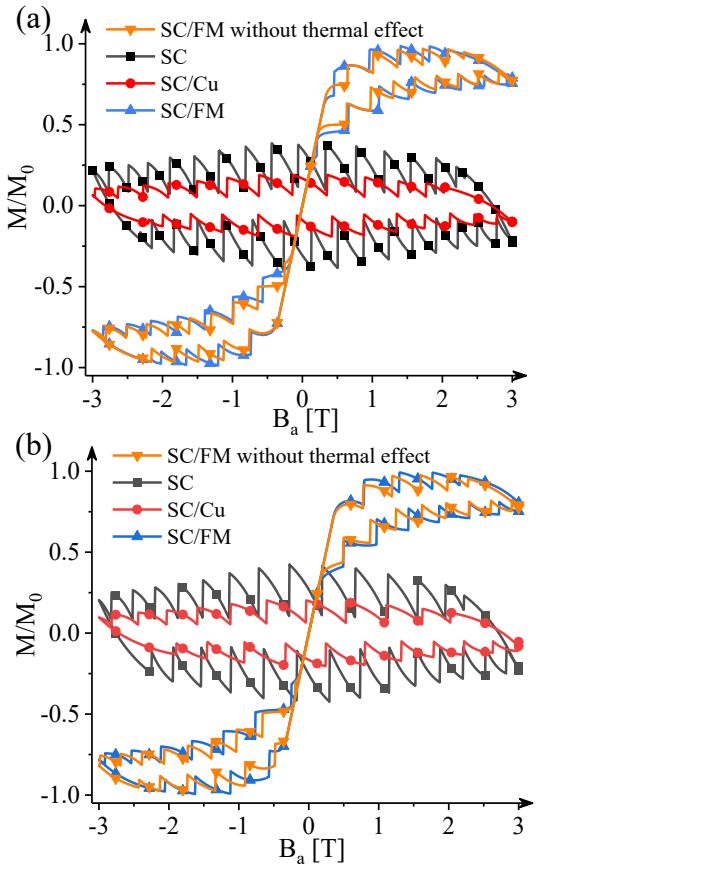 (a)
SC/FM without thermal effect
SC
SC/Cu
SC/FM
1.0
0.5
0.0
-0.5
-1.0
M/M0
-3 -2 -1 0 1 2 3
Ba [T]
(b)
SC/FM without thermal effect
SC
SC/Cu
SC/FM
1.0
0.5
0.0
-0.5
-1.0
M/M0
-3 -2 -1 0 1 2 3
Ba [T]